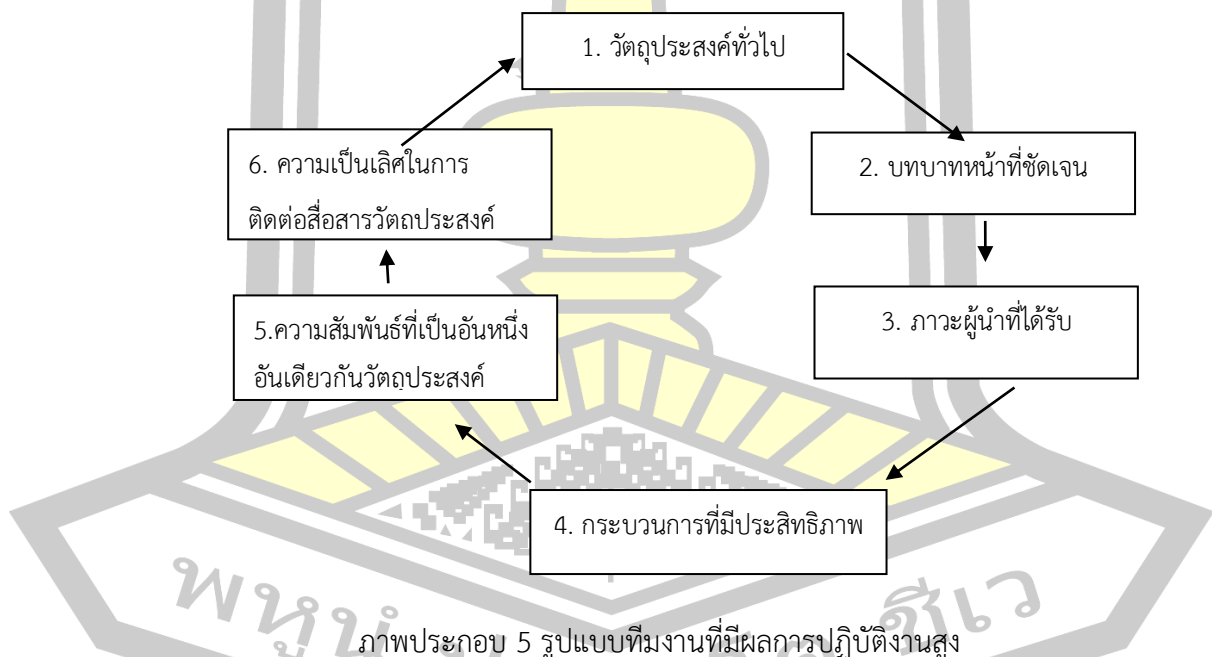 1. วัตถุประสงค์ทั่วไป
2. บทบาทหน้าที่ชัดเจน
3. ภาวะผู้นำที่ได้รับ
4. กระบวนการที่มีประสิทธิภาพ
5.ความสัมพันธ์ที่เป็นอันหนึ่ง
อันเดียวกันวัตถุประสงค์
6. ความเป็นเลิศในการ
ติดต่อสื่อสารวัตถุประสงค์
พหูนํ
ชีเว
ภาพประกอบ 5 รูปแบบทีมงานที่มีผลการปฏิบัติงานสูง